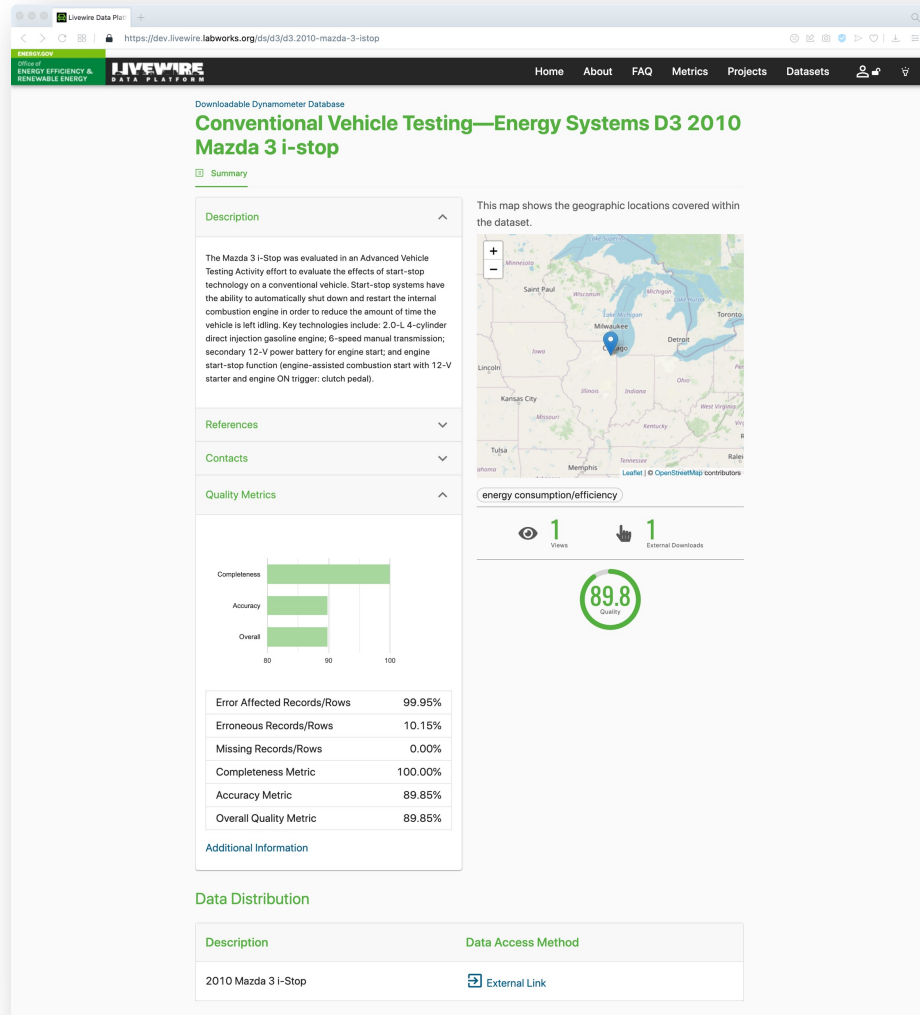 Livewire Data Plat
https://dev.livewire.labworks.org/ds/d3/d3.2010-mazda-3-istop
ENERGY.GOV
Office of
ENERGY EFFICIENCY &
RENEWABLE ENERGY
LIVEWIRE
DATA PLATFORM
Home About FAQ Metrics Projects Datasets
Downloadable Dynamometer Database
Conventional Vehicle Testing—Energy Systems D3 2010
Mazda 3 i-stop
Summary
Description
The Mazda 3 i-Stop was evaluated in an Advanced Vehicle
Testing Activity effort to evaluate the effects of start-stop
technology on a conventional vehicle. Start-stop systems have
the ability to automatically shut down and restart the internal
combustion engine in order to reduce the amount of time the
vehicle is left idling. Key technologies include: 2.0-L 4-cylinder
direct injection gasoline engine; 6-speed manual transmission;
secondary 12-V power battery for engine start; and engine
start-stop function (engine-assisted combustion start with 12-V
starter and engine ON trigger: clutch pedal).
References
Contacts
Quality Metrics
Completeness
Accuracy
Overall
80 90 100
Error Affected Records/Rows 99.95%
Erroneous Records/Rows 10.15%
Missing Records/Rows 0.00%
Completeness Metric 100.00%
Accuracy Metric 89.85%
Overall Quality Metric 89.85%
Additional Information
This map shows the geographic locations covered within
the dataset.
+
−
Lake Superior
Minnesota
Saint Paul
Wisconsin
Michigan
Lake Huron
Lake Michigan
Toronto
Milwaukee
Detroit
Iowa
Lincoln
Illinois
Indiana
Ohio
Kansas City
West Virginia
Missouri
Kentucky
Tulsa
Tennessee
Ralei
Memphis
Leaflet | © OpenStreetMap contributors
energy consumption/efficiency
1
Views
1
External Downloads
89.8
Quality
Data Distribution
Description Data Access Method
2010 Mazda 3 i-Stop External Link